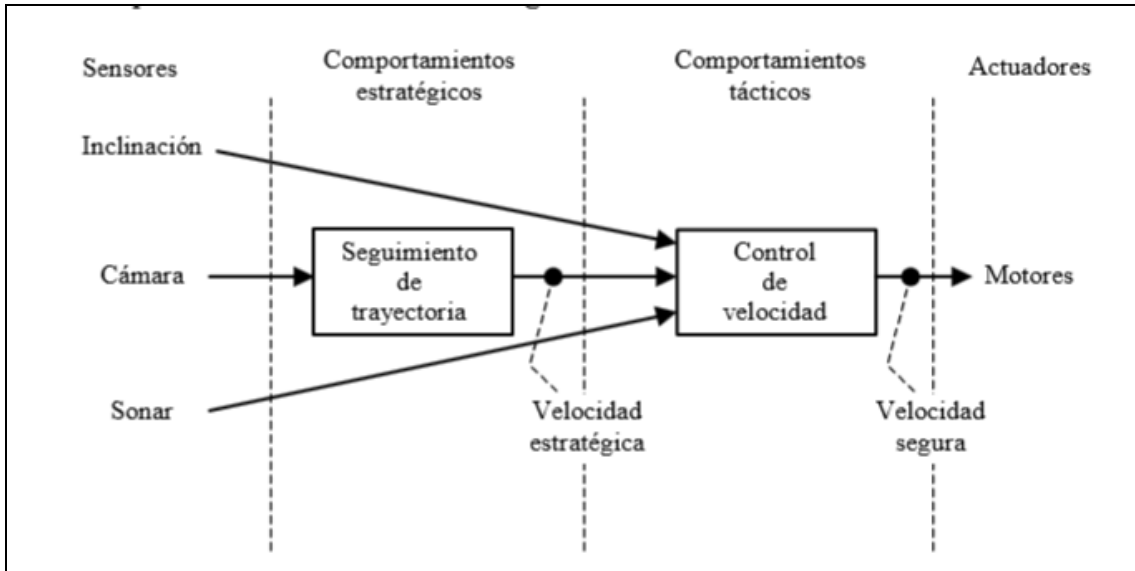 Sensores
Comportamientos
estratégicos
Comportamientos
tácticos
Actuadores
Inclinación
Cámara
Seguimiento
de
trayectoria
Control
de
velocidad
Motores
Sonar
Velocidad
estratégica
Velocidad
segura